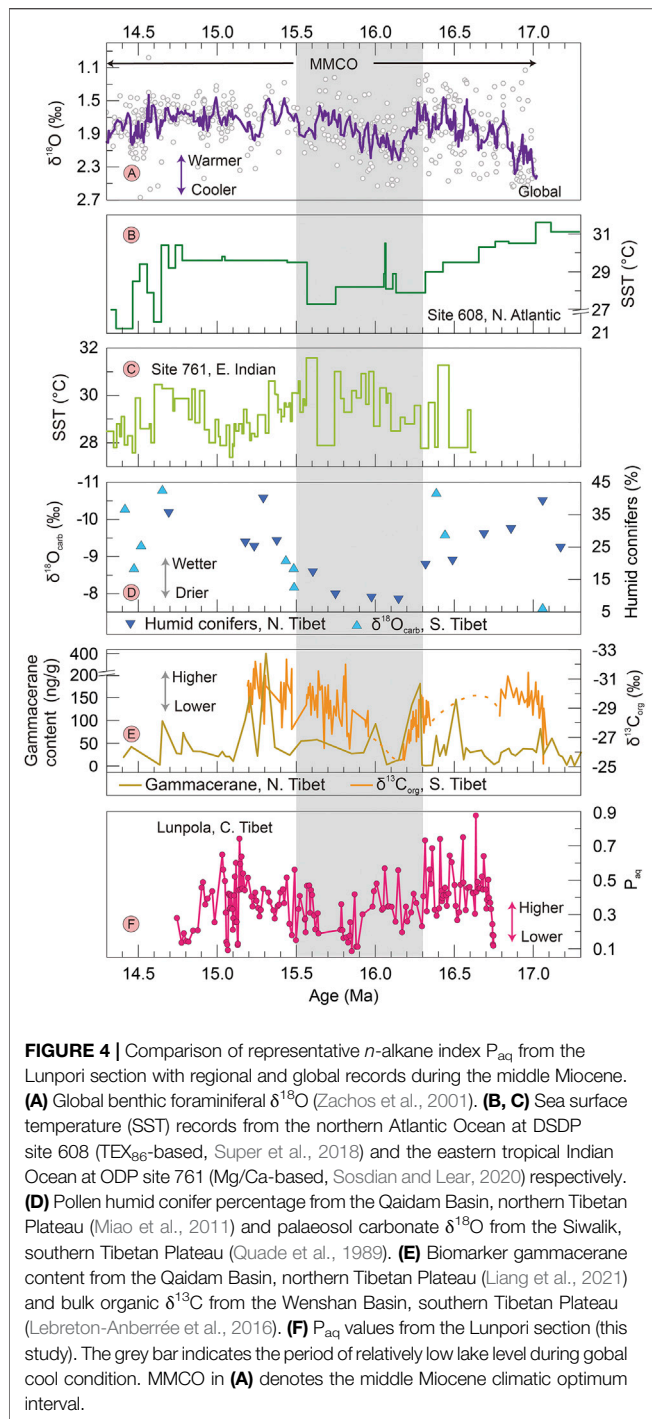 14.5 15.0 15.5 16.0 16.5 17.0
MMCO
1.1
1.5
1.9
2.3
2.7
δ18O (‰)
Warmer
Cooler
A
Global
B
31
29
27
21
SST (°C)
Site 608, N. Atlantic
32
30
28
SST (°C)
C
Site 761, E. Indian
-11
-10
-9
-8
δ18Ocarb (‰)
45
35
25
15
5
Humid connifers (%)
Wetter
Drier
D
Humid conifers, N. Tibet δ18Ocarb, S. Tibet
400
200
150
100
50
0
Gammacerane
content (ng/g)
Higher
Lower
E
-33
-31
-29
-27
-25
δ13Corg (‰)
Gammacerane, N. Tibet δ13Corg, S. Tibet
Lunpola, C. Tibet
0.9
0.7
0.5
0.3
0.1
Paq
Higher
Lower
F
14.5 15.0 15.5 16.0 16.5 17.0
Age (Ma)
FIGURE 4 | Comparison of representative n-alkane index Paq from the
Lunpori section with regional and global records during the middle Miocene.
(A) Global benthic foraminiferal δ18O (Zachos et al., 2001). (B, C) Sea surface
temperature (SST) records from the northern Atlantic Ocean at DSDP
site 608 (TEX86-based, Super et al., 2018) and the eastern tropical Indian
Ocean at ODP site 761 (Mg/Ca-based, Sosdian and Lear, 2020) respectively.
(D) Pollen humid conifer percentage from the Qaidam Basin, northern Tibetan
Plateau (Miao et al., 2011) and palaeosol carbonate δ18O from the Siwalik,
southern Tibetan Plateau (Quade et al., 1989). (E) Biomarker gammacerane
content from the Qaidam Basin, northern Tibetan Plateau (Liang et al., 2021)
and bulk organic δ13C from the Wenshan Basin, southern Tibetan Plateau
(Lebreton-Anberrée et al., 2016). (F) Paq values from the Lunpori section (this
study). The grey bar indicates the period of relatively low lake level during gobal
cool condition. MMCO in (A) denotes the middle Miocene climatic optimum
interval.